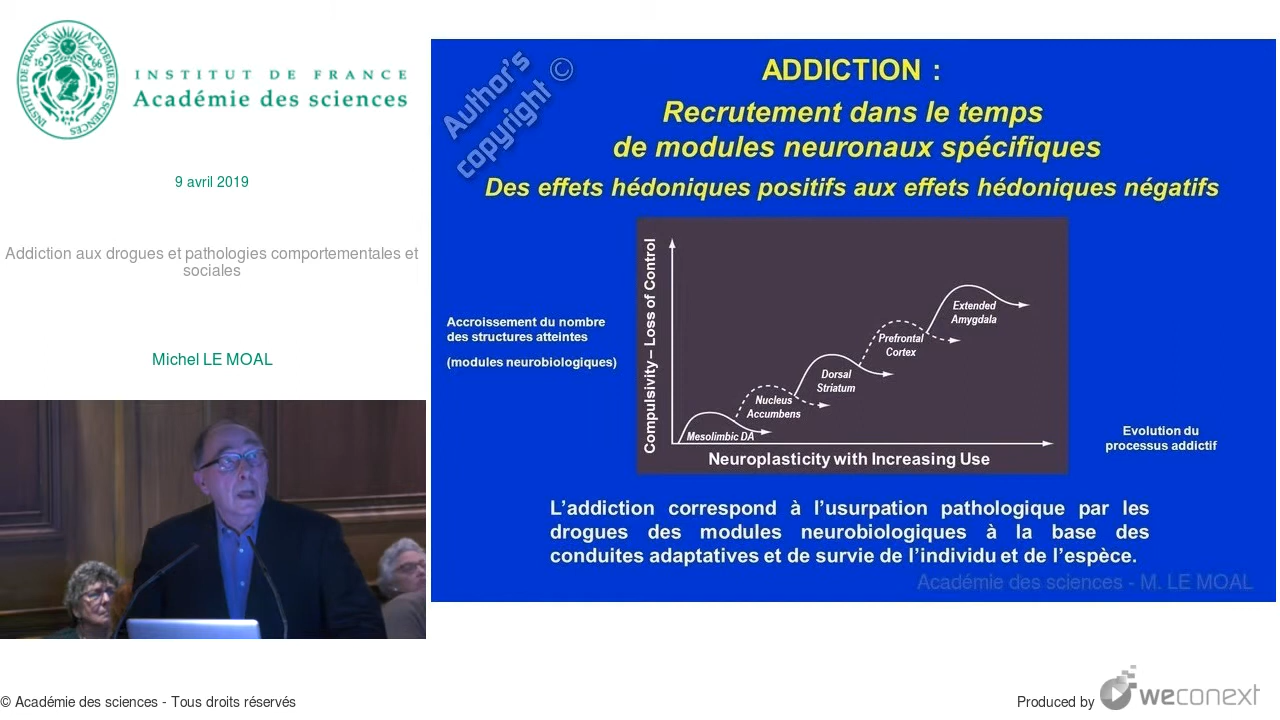 INSTITUT DE FRANCE
Académie des sciences
9 avril 2019
Addiction aux drogues et pathologies comportementales et
sociales
Michel LE MOAL
Author's
copyright ©
ADDICTION :
Recrutement dans le temps
de modules neuronaux spécifiques
Des effets hédoniques positifs aux effets hédoniques négatifs
Accroissement du nombre
des structures atteintes
(modules neurobiologiques)
Compulsivity – Loss of Control
Extended
Amygdala
Prefrontal
Cortex
Dorsal
Striatum
Nucleus
Accumbens
Mesolimbic DA
Neuroplasticity with Increasing Use
Evolution du
processus addictif
L'addiction correspond à l'usurpation pathologique par les
drogues des modules neurobiologiques à la base des
conduites adaptatives et de survie de l'individu et de l'espèce.
Académie des sciences - M. LE MOAL
© Académie des sciences - Tous droits réservés
Produced by weconext